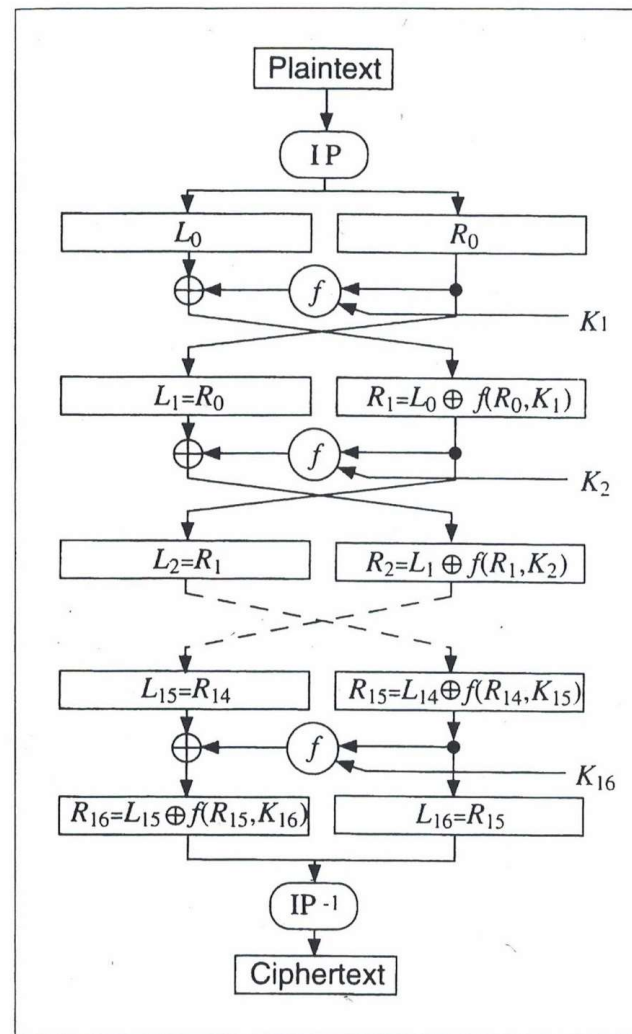 Plaintext
IP
L₀ R₀
f
K1
L₁=R₀ R₁=L₀ ⊕ f(R₀,K₁)
f
K₂
L₂=R₁ R₂=L₁ ⊕ f(R₁,K₂)
L₁₅=R₁₄ R₁₅=L₁₄⊕f(R₁₄,K₁₅)
f
K₁₆
R₁₆=L₁₅⊕f(R₁₅,K₁₆) L₁₆=R₁₅
IP⁻¹
Ciphertext